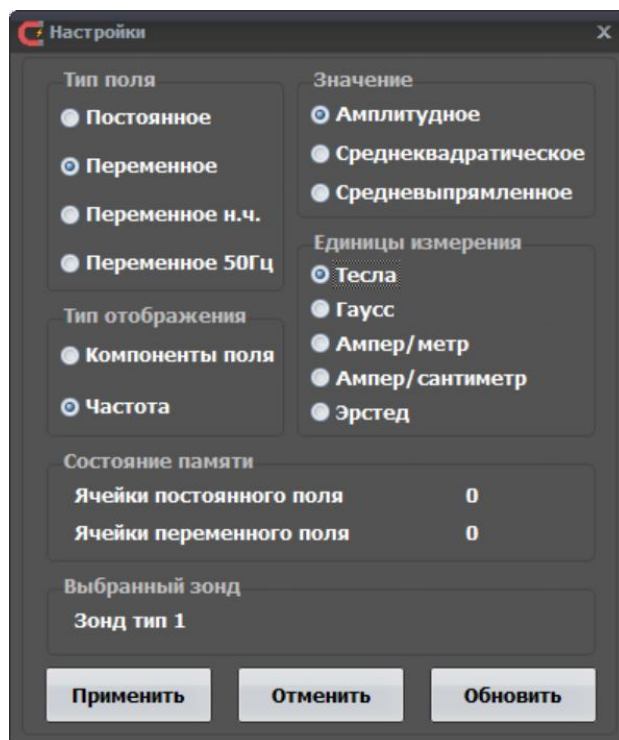 Настройки
x
Тип поля
Постоянное
Переменное
Переменное н.ч.
Переменное 50Гц
Значение
Амплитудное
Среднеквадратическое
Средневыпрямленное
Тип отображения
Компоненты поля
Частота
Единицы измерения
Тесла
Гаусс
Ампер/метр
Ампер/сантиметр
Эрстед
Состояние памяти
Ячейки постоянного поля 0
Ячейки переменного поля 0
Выбранный зонд
Зонд тип 1
Применить Отменить Обновить